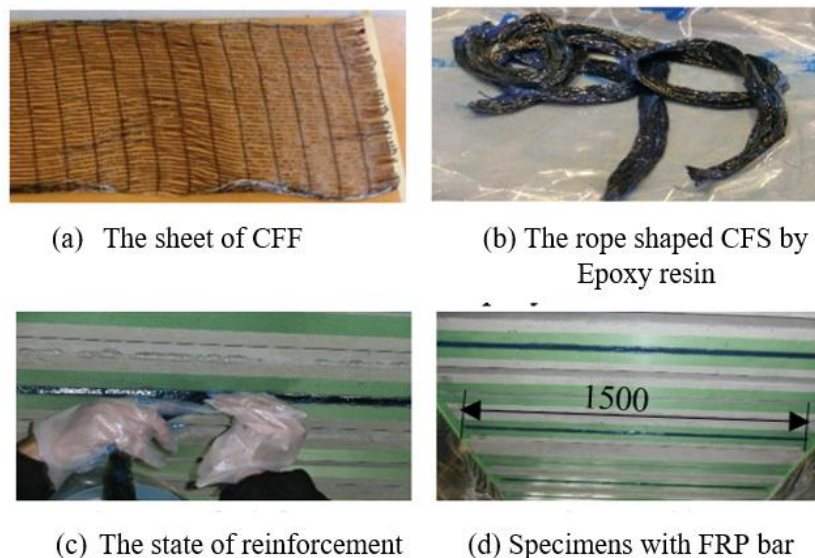 (a) The sheet of CFF
(b) The rope shaped CFS by
Epoxy resin
1500
(c) The state of reinforcement
(d) Specimens with FRP bar